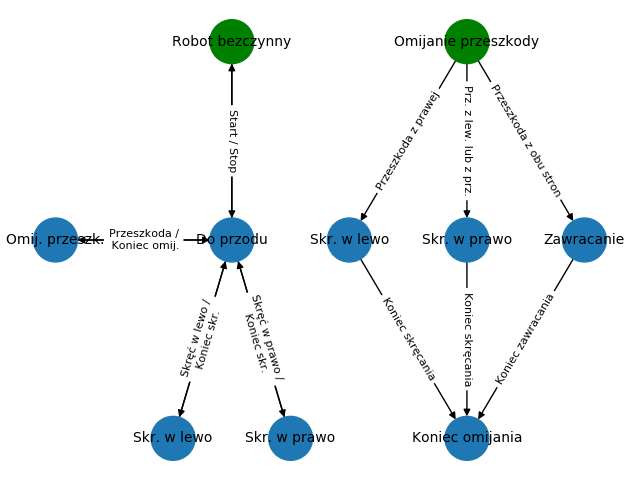 Robot bezczynny
Omijanie przeszkody
Start / Stop
Przeszkoda z prawej
Prz. z lew. lub z prz.
Przeszkoda z obu stron
Omij. przeszk.
Przeszkoda /
Koniec omij.
Do przodu
Skr. w lewo
Skr. w prawo
Zawracanie
Skręć w lewo /
Koniec skr.
Skręć w prawo /
Koniec skr.
Koniec skręcania
Koniec skręcania
Koniec zawracania
Skr. w lewo
Skr. w prawo
Koniec omijania